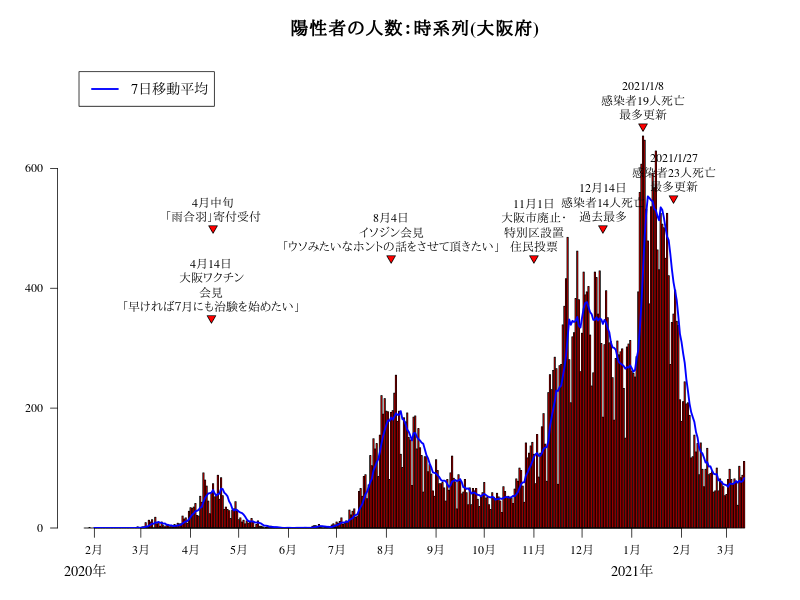 陽性者の人数:時系列(大阪府)
7日移動平均
2021/1/8
感染者19人死亡
最多更新
2021/1/27
感染者23人死亡
最多更新
12月14日
感染者14人死亡
過去最多
11月1日
大阪市廃止・
特別区設置
住民投票
4月中旬
「雨合羽」寄付受付
8月4日
イソジン会見
「ウソみたいなホントの話をさせて頂きたい」
4月14日
大阪ワクチン
会見
「早ければ7月にも治験を始めたい」
600
400
200
0
2月 3月 4月 5月 6月 7月 8月 9月 10月 11月 12月 1月 2月 3月
2020年 2021年